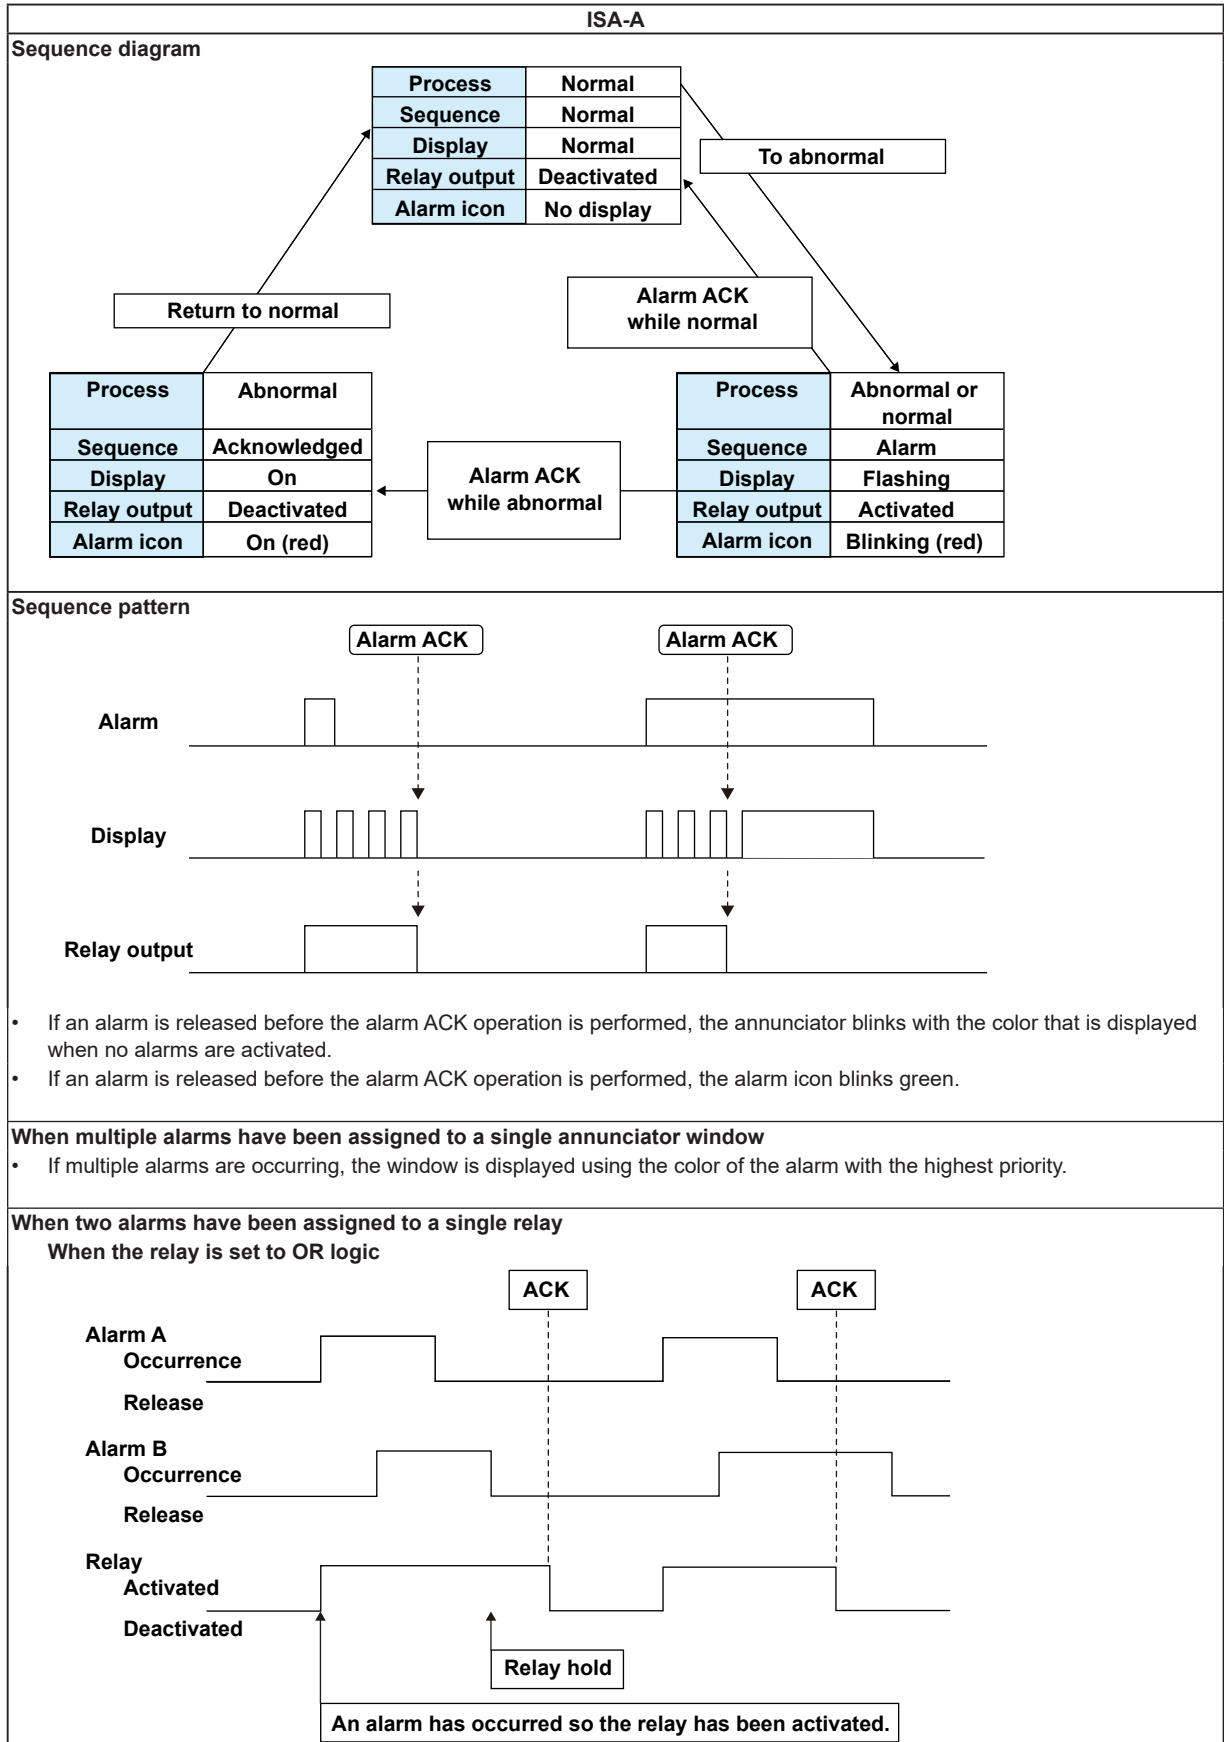 ISA-A
Sequence diagram
Process Normal
Sequence Normal
Display Normal
Relay output Deactivated
Alarm icon No display
To abnormal
Return to normal
Alarm ACK
while normal
Process Abnormal
Sequence Acknowledged
Display On
Relay output Deactivated
Alarm icon On (red)
Alarm ACK
while abnormal
Process Abnormal or
normal
Sequence Alarm
Display Flashing
Relay output Activated
Alarm icon Blinking (red)
Sequence pattern
Alarm ACK Alarm ACK
Alarm
Display
Relay output
• If an alarm is released before the alarm ACK operation is performed, the annunciator blinks with the color that is displayed
when no alarms are activated.
• If an alarm is released before the alarm ACK operation is performed, the alarm icon blinks green.
When multiple alarms have been assigned to a single annunciator window
• If multiple alarms are occurring, the window is displayed using the color of the alarm with the highest priority.
When two alarms have been assigned to a single relay
When the relay is set to OR logic
ACK ACK
Alarm A
Occurrence
Release
Alarm B
Occurrence
Release
Relay
Activated
Deactivated
Relay hold
An alarm has occurred so the relay has been activated.